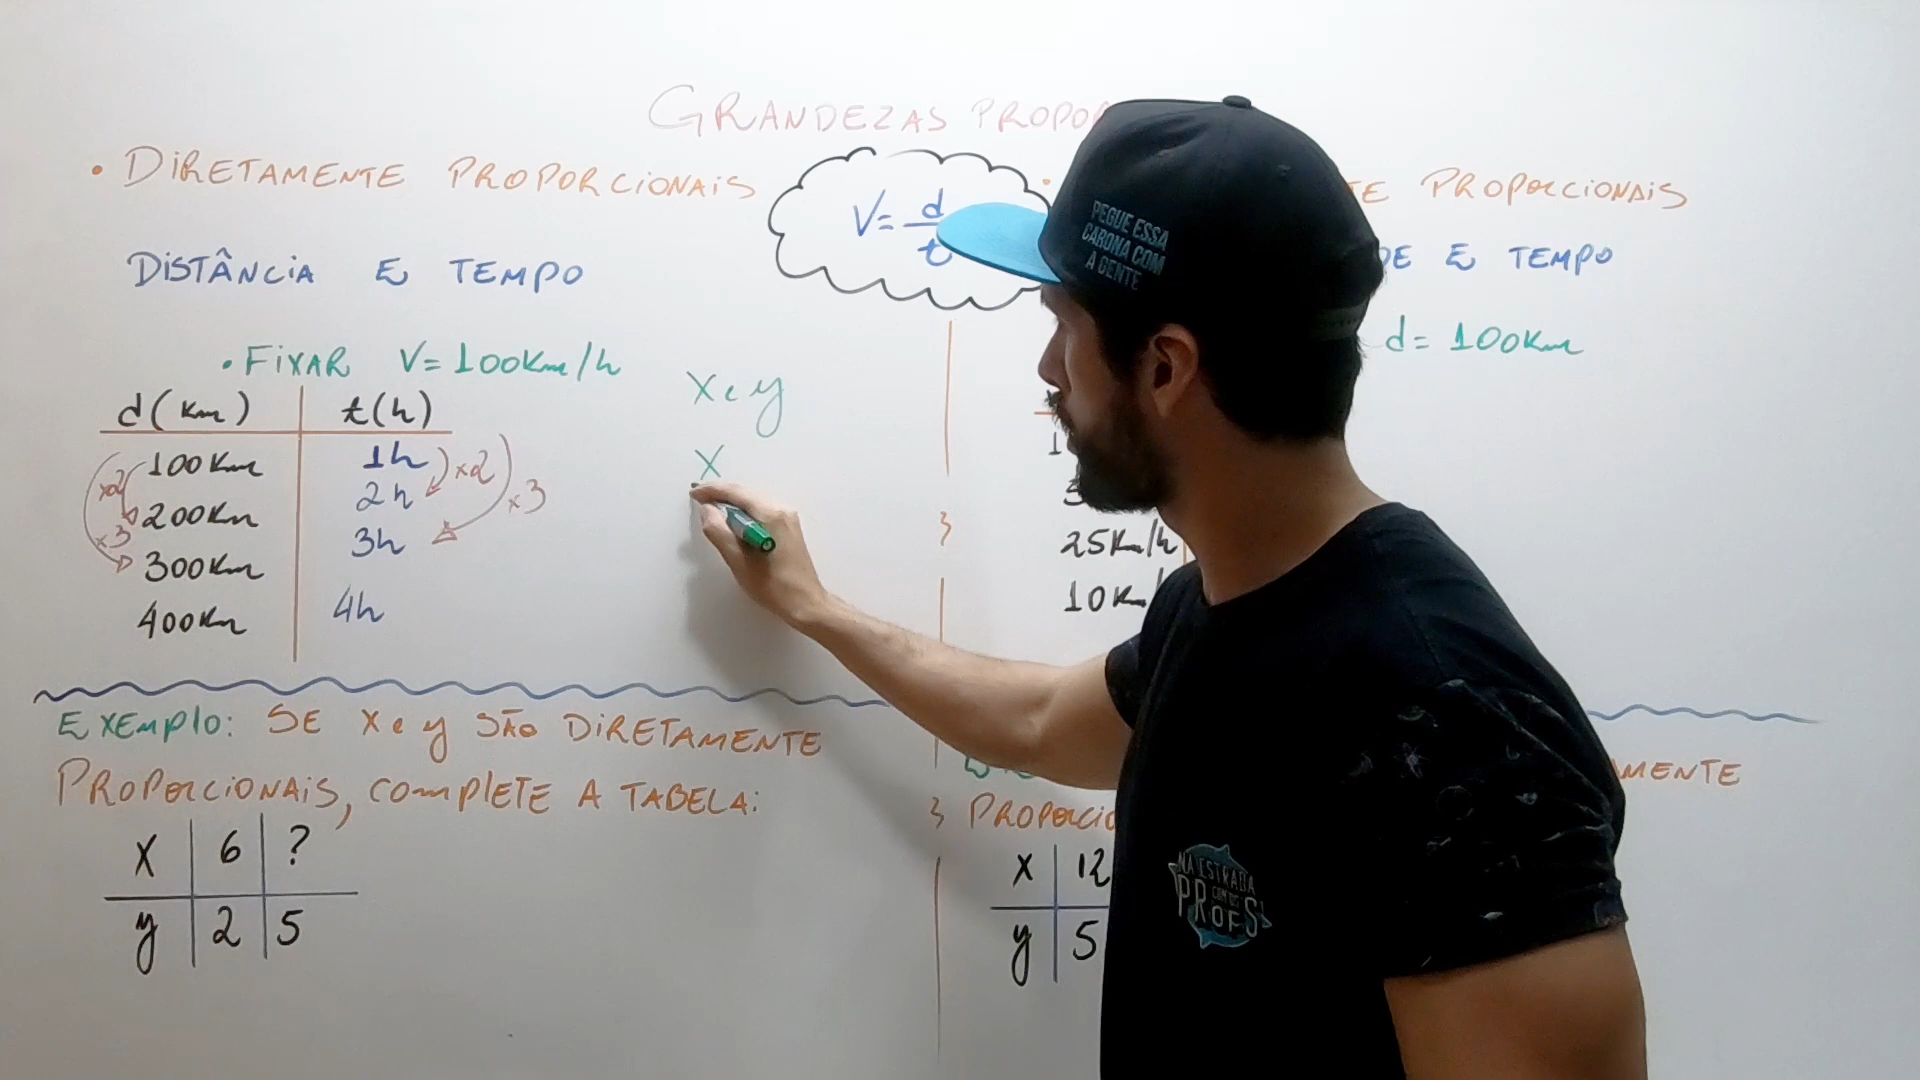 GRANDEZAS PROPOR
• DIRETAMENTE PROPORCIONAIS
DISTÂNCIA E TEMPO
• FIXAR V=100Km/h
d(Km) t(h)
100Km 1h
200Km 2h
300Km 3h
400Km 4h
x2 x3 x2 x3
V= d/t
X e y
X
TE PROPORCIONAIS
DE E TEMPO
d= 100Km
25Km/h
10Km/
EXEMPLO: SE X e y SÃO DIRETAMENTE
PROPORCIONAIS, COMPLETE A TABELA:
X 6 ?
y 2 5
MENTE
PROPORCIO
X 12
y 5
PEGUE ESSA
CARONA COM
A GENTE
NA ESTRADA
COM OS
PROFS